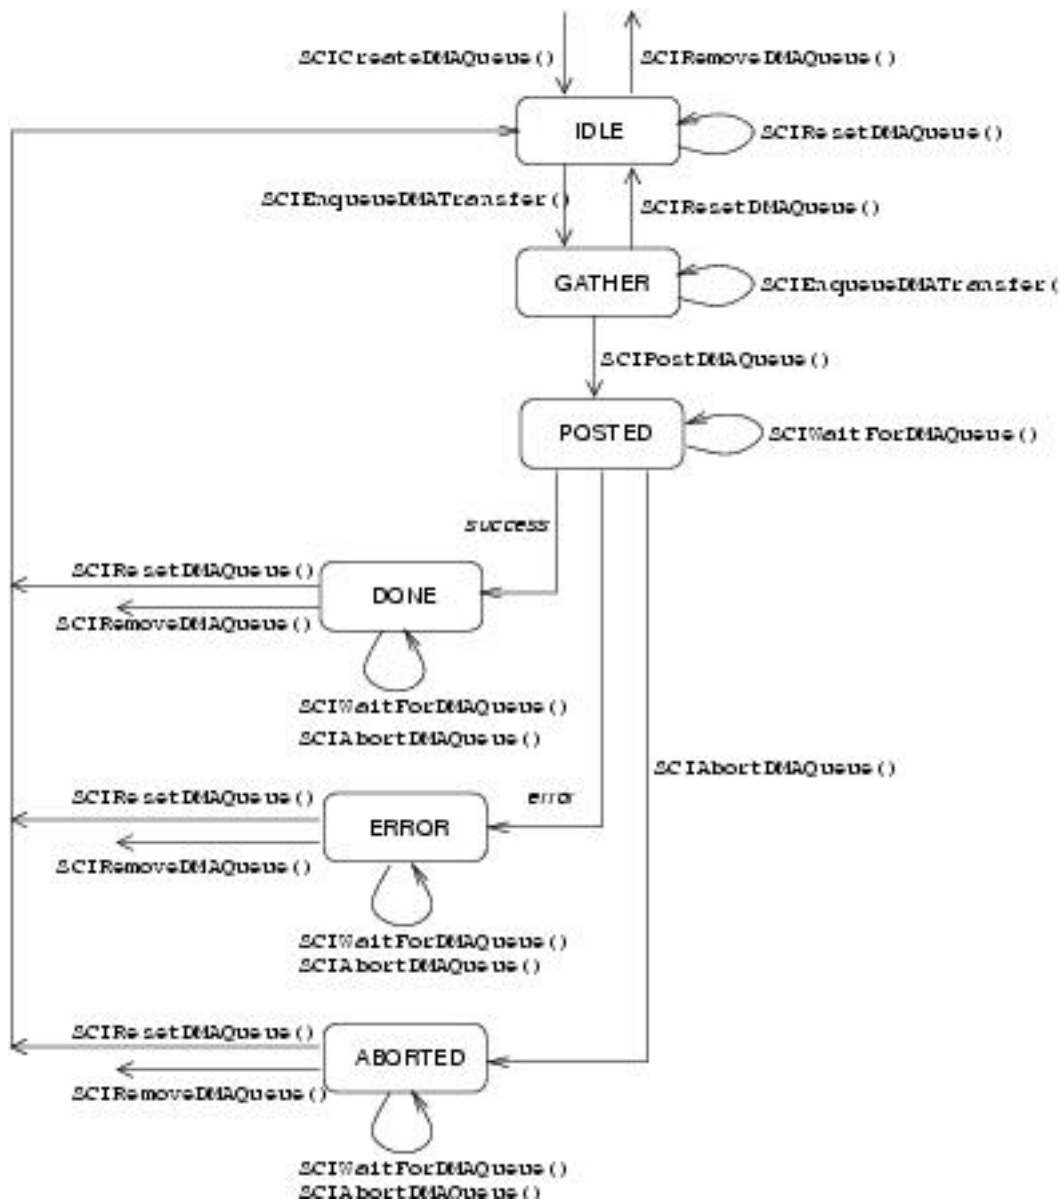 SCICreateDMAQueue()
SCIRemoveDMAQueue()
IDLE
SCIResetDMAQueue()
SCIEnqueueDMATransfer()
SCIResetDMAQueue()
GATHER
SCIEnqueueDMATransfer(
SCIPostDMAQueue()
POSTED
SCIWaitForDMAQueue()
success
SCIResetDMAQueue()
DONE
SCIRemoveDMAQueue()
SCIWaitForDMAQueue()
SCIAbortDMAQueue()
SCIAbortDMAQueue()
SCIResetDMAQueue()
error
ERROR
SCIRemoveDMAQueue()
SCIWaitForDMAQueue()
SCIAbortDMAQueue()
SCIResetDMAQueue()
ABORTED
SCIRemoveDMAQueue()
SCIWaitForDMAQueue()
SCIAbortDMAQueue()